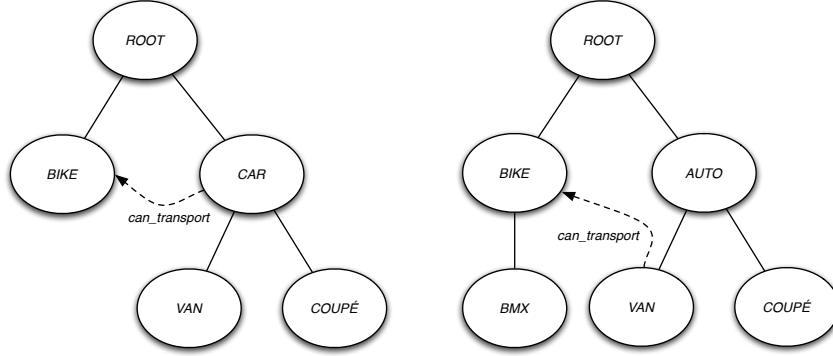 ROOT
BIKE
CAR
can_transport
VAN
COUPÉ
ROOT
BIKE
AUTO
can_transport
BMX
VAN
COUPÉ